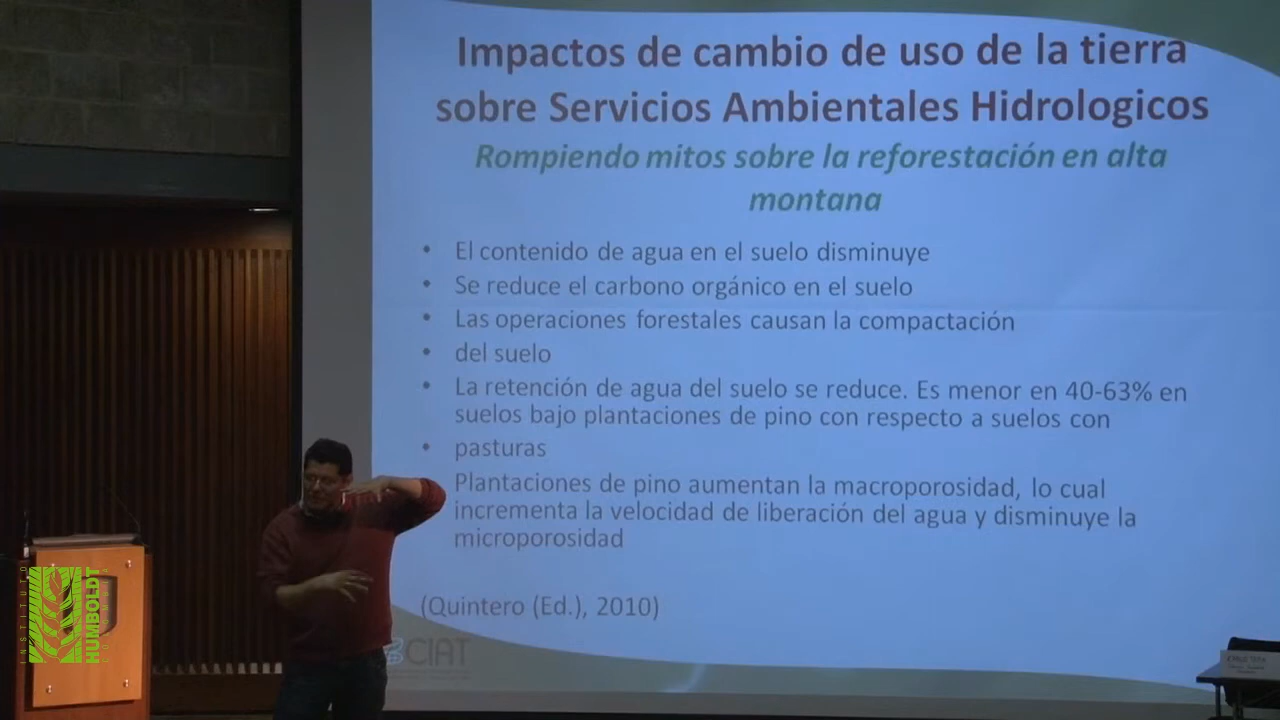 Impactos de cambio de uso de la tierra
sobre Servicios Ambientales Hidrologicos
Rompiendo mitos sobre la reforestación en alta
montana
• El contenido de agua en el suelo disminuye
• Se reduce el carbono orgánico en el suelo
• Las operaciones forestales causan la compactación
• del suelo
• La retención de agua del suelo se reduce. Es menor en 40-63% en
suelos bajo plantaciones de pino con respecto a suelos con
• pasturas
Plantaciones de pino aumentan la macroporosidad, lo cual
incrementa la velocidad de liberación del agua y disminuye la
microporosidad
(Quintero (Ed.), 2010)
CIAT
INSTITUTO
HUMBOLDT
COLOMBIA